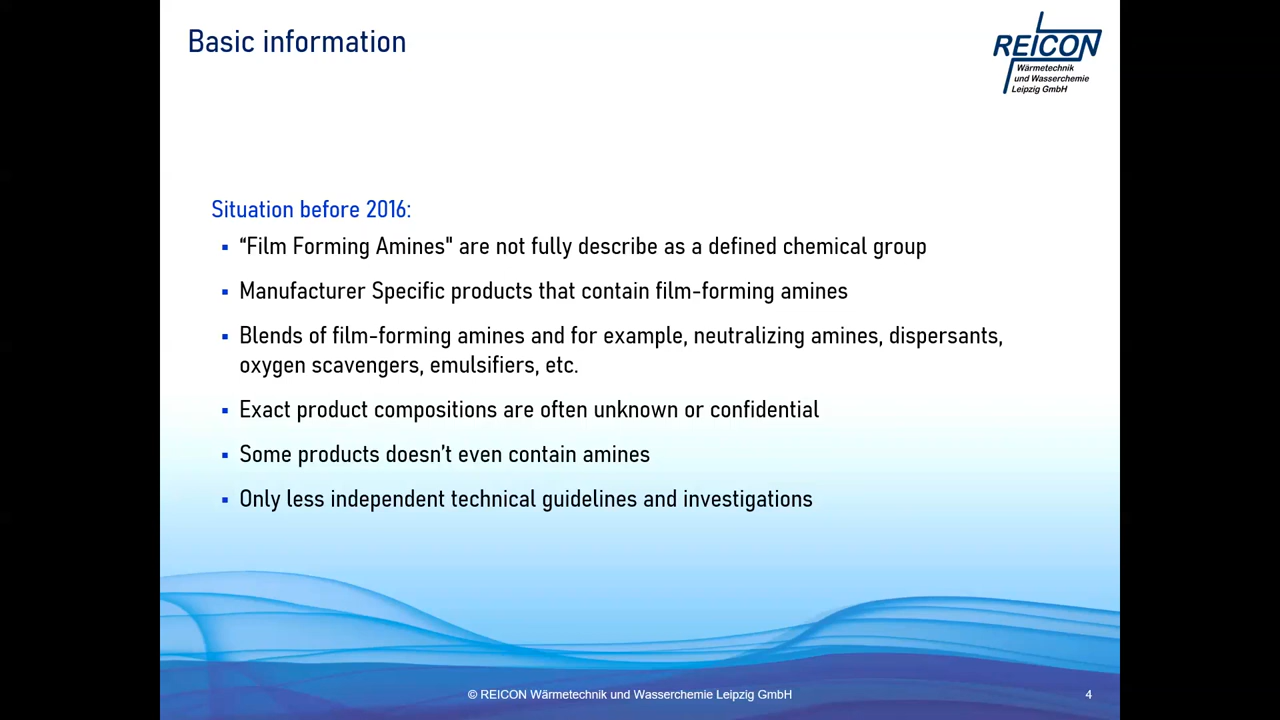 Basic information
REICON
Wärmetechnik
und Wasserchemie
Leipzig GmbH
Situation before 2016:
▪ “Film Forming Amines" are not fully describe as a defined chemical group
▪ Manufacturer Specific products that contain film-forming amines
▪ Blends of film-forming amines and for example, neutralizing amines, dispersants,
oxygen scavengers, emulsifiers, etc.
▪ Exact product compositions are often unknown or confidential
▪ Some products doesn’t even contain amines
▪ Only less independent technical guidelines and investigations
© REICON Wärmetechnik und Wasserchemie Leipzig GmbH
4